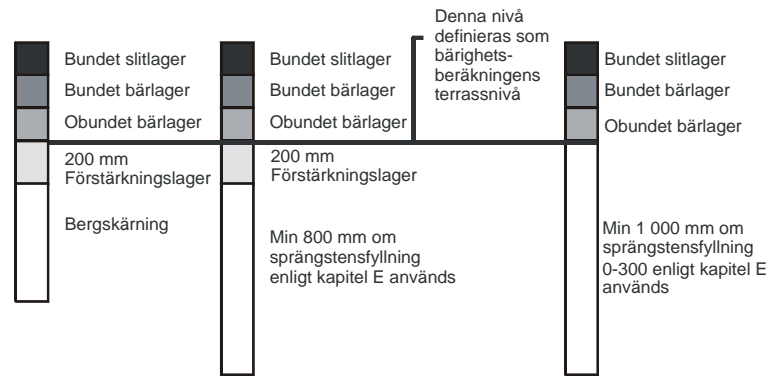 Bundet slitlager
Bundet bärlager
Obundet bärlager
200 mm
Förstärkningslager
Bergskärning
Bundet slitlager
Bundet bärlager
Obundet bärlager
200 mm
Förstärkningslager
Min 800 mm om
sprängstensfyllning
enligt kapitel E används
Denna nivå
definieras som
bärighets-
beräkningens
terrassnivå
Bundet slitlager
Bundet bärlager
Obundet bärlager
Min 1 000 mm om
sprängstensfyllning
0-300 enligt kapitel E
används